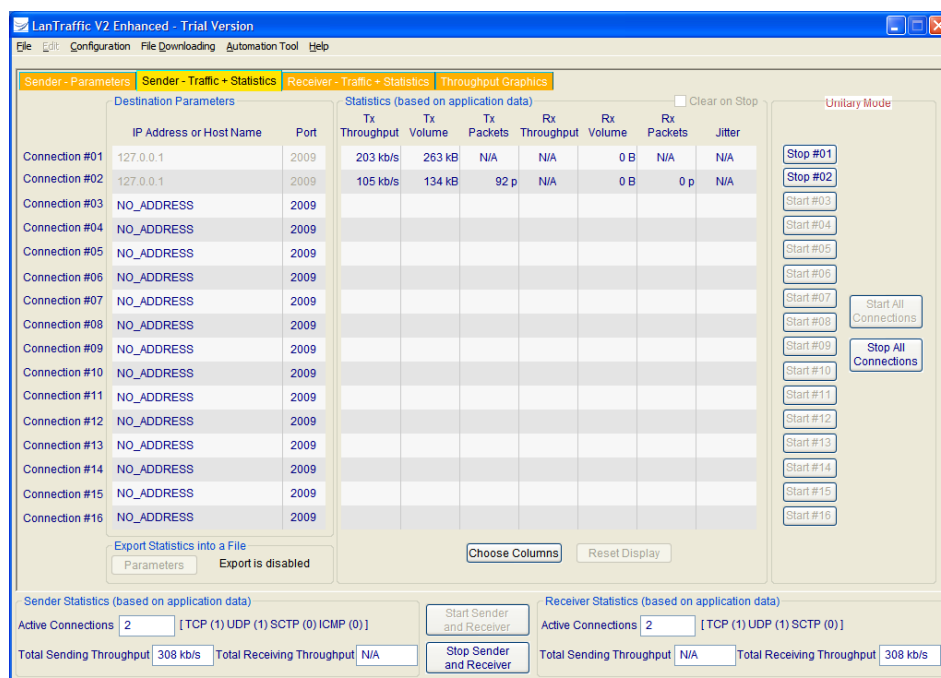 LanTraffic V2 Enhanced - Trial Version
File Edit Configuration File Downloading Automation Tool Help
Sender - Parameters Sender - Traffic + Statistics Receiver - Traffic + Statistics Throughput Graphics
Destination Parameters Statistics (based on application data) Clear on Stop Unitary Mode
Tx Tx Tx Rx Rx Rx
IP Address or Host Name Port Throughput Volume Packets Throughput Volume Packets Jitter
Connection #01 127.0.0.1 2009 203 kb/s 263 kB N/A N/A 0 B N/A N/A Stop #01
Connection #02 127.0.0.1 2009 105 kb/s 134 kB 92 p N/A 0 B 0 p N/A Stop #02
Connection #03 NO_ADDRESS 2009 Start #03
Connection #04 NO_ADDRESS 2009 Start #04
Connection #05 NO_ADDRESS 2009 Start #05
Connection #06 NO_ADDRESS 2009 Start #06
Connection #07 NO_ADDRESS 2009 Start #07
Start All
Connections
Connection #08 NO_ADDRESS 2009 Start #08
Connection #09 NO_ADDRESS 2009 Start #09
Stop All
Connections
Connection #10 NO_ADDRESS 2009 Start #10
Connection #11 NO_ADDRESS 2009 Start #11
Connection #12 NO_ADDRESS 2009 Start #12
Connection #13 NO_ADDRESS 2009 Start #13
Connection #14 NO_ADDRESS 2009 Start #14
Connection #15 NO_ADDRESS 2009 Start #15
Connection #16 NO_ADDRESS 2009 Start #16
Export Statistics into a File
Parameters Export is disabled
Choose Columns Reset Display
Sender Statistics (based on application data)
Active Connections 2 [ TCP (1) UDP (1) SCTP (0) ICMP (0) ]
Total Sending Throughput 308 kb/s Total Receiving Throughput N/A
Start Sender
and Receiver
Stop Sender
and Receiver
Receiver Statistics (based on application data)
Active Connections 2 [ TCP (1) UDP (1) SCTP (0) ]
Total Sending Throughput N/A Total Receiving Throughput 308 kb/s